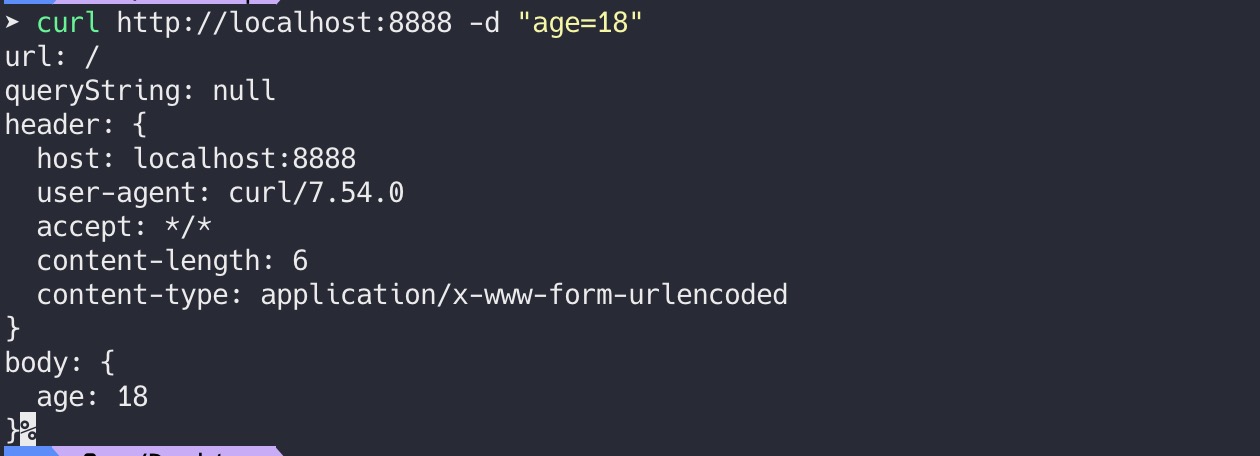 ➤ curl http://localhost:8888 -d "age=18"
url: /
queryString: null
header: {
  host: localhost:8888
  user-agent: curl/7.54.0
  accept: */*
  content-length: 6
  content-type: application/x-www-form-urlencoded
}
body: {
  age: 18
}%